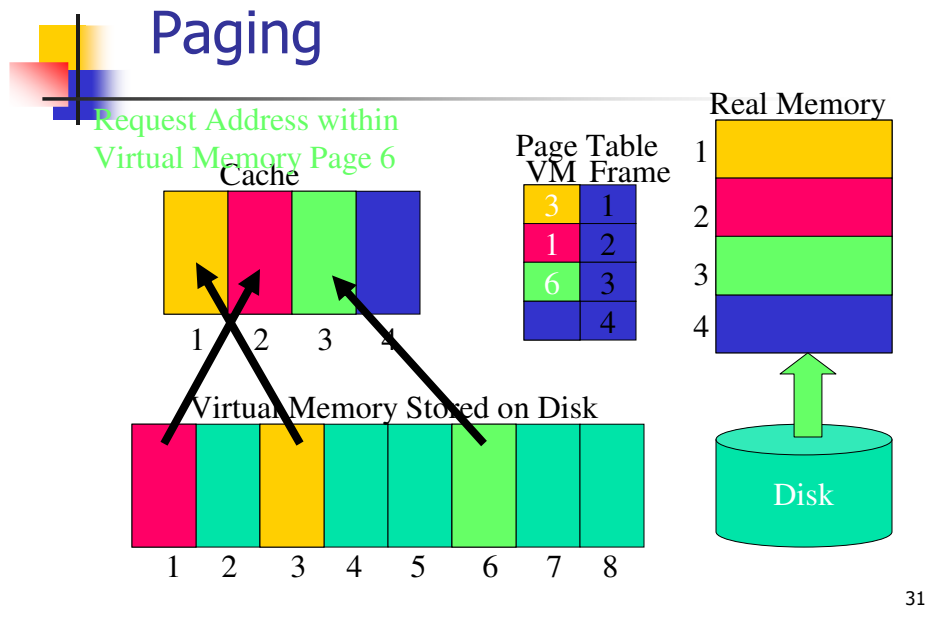 Paging
Request Address within
Virtual Memory Page 6
Cache
1 2 3 4
Page Table
VM Frame
3 1
1 2
6 3
4
Real Memory
1
2
3
4
Virtual Memory Stored on Disk
1 2 3 4 5 6 7 8
Disk
31